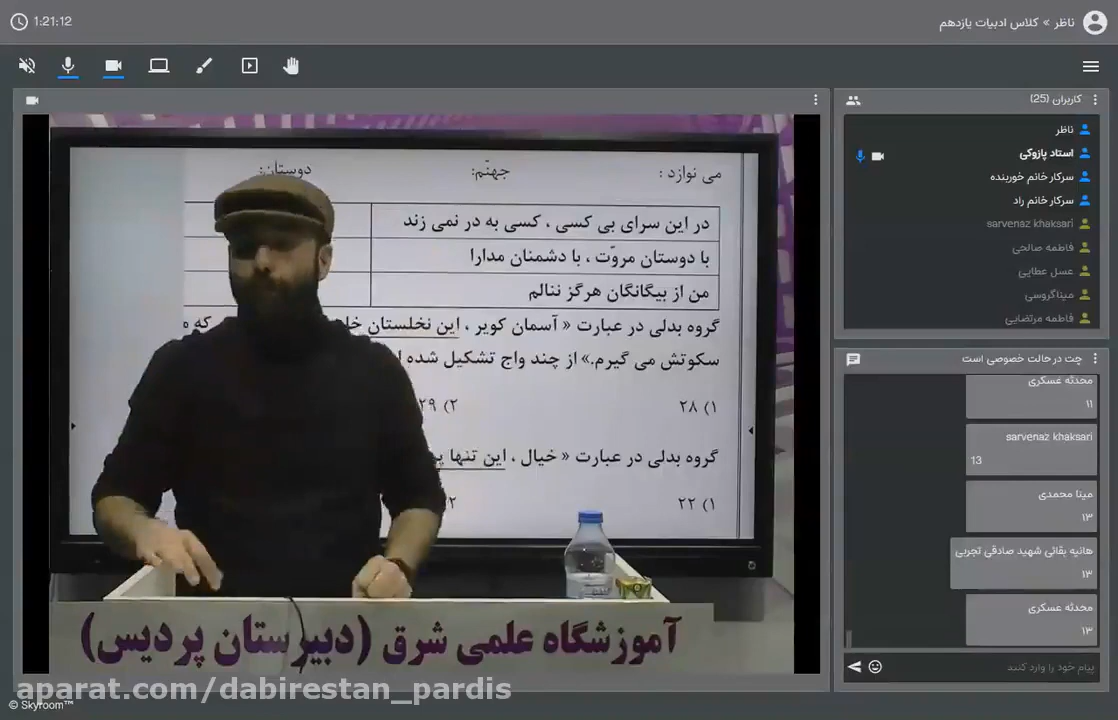 1:21:12
ناظر » کلاس ادبیات یازدهم
کاربران (25)
ناظر
استاد پازوکی
سرکار خانم خوربنده
سرکار خانم راد
sarvenaz khaksari
فاطمه صالحی
عسل عطایی
میناگروسی
فاطمه مرتضایی
می نوازد : جهنّم: دوستان:
در این سرای بی کسی ، کسی به در نمی زند
با دوستان مروّت ، با دشمنان مدارا
من از بیگانگان هرگز ننالم
گروه بدلی در عبارت « آسمان کویر ، این نخلستان که
سکوتش می گیرم.» از چند واج تشکیل شده
۱) ۲۸ ۲) ۲۹
گروه بدلی در عبارت « خیال ، این تنها
۱) ۲۲ ۲
آموزشگاه علمی شرق (دبیرستان پردیس)
aparat.com/dabirestan_pardis
© Skyroom™
چت در حالت خصوصی است
محدثه عسکری
۱۱
sarvenaz khaksari
13
مینا محمدی
۱۳
هانیه بقائی شهید صادقی تجربی
۱۳
محدثه عسکری
۱۳
پیام خود را وارد کنید